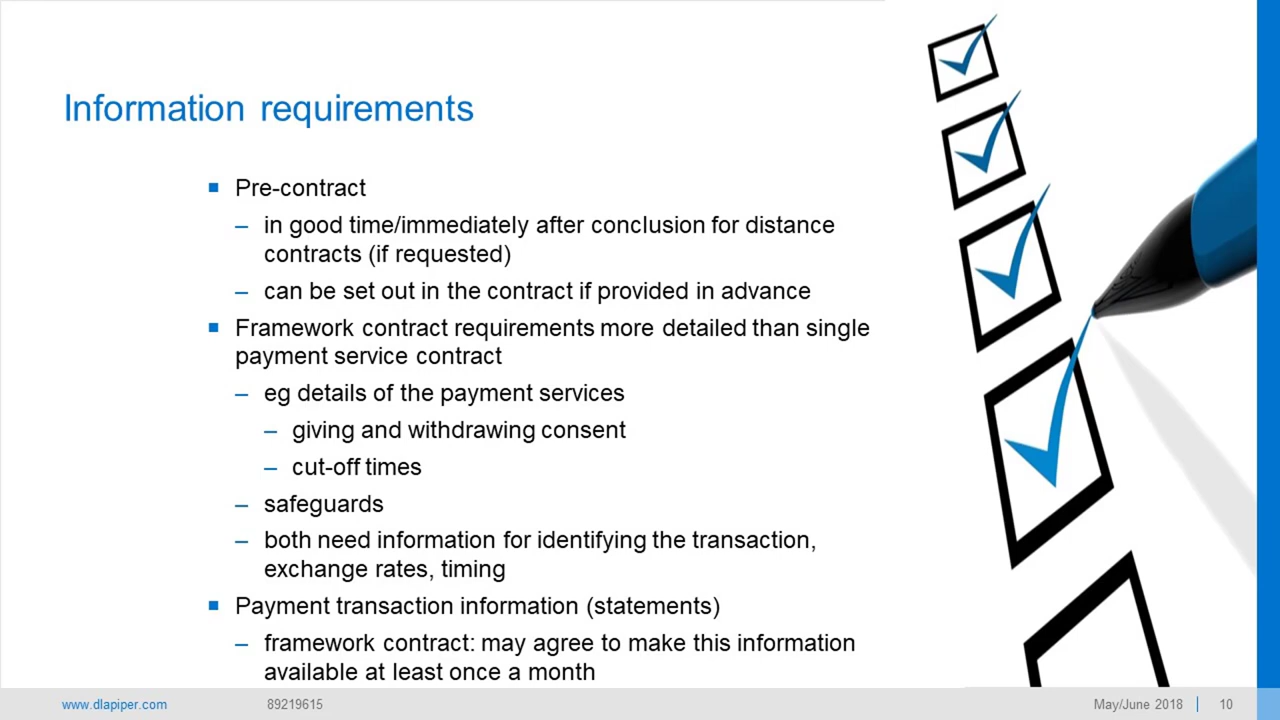 Information requirements
■ Pre-contract
– in good time/immediately after conclusion for distance
contracts (if requested)
– can be set out in the contract if provided in advance
■ Framework contract requirements more detailed than single
payment service contract
– eg details of the payment services
– giving and withdrawing consent
– cut-off times
– safeguards
– both need information for identifying the transaction,
exchange rates, timing
■ Payment transaction information (statements)
– framework contract: may agree to make this information
available at least once a month
www.dlapiper.com 89219615 May/June 2018 | 10